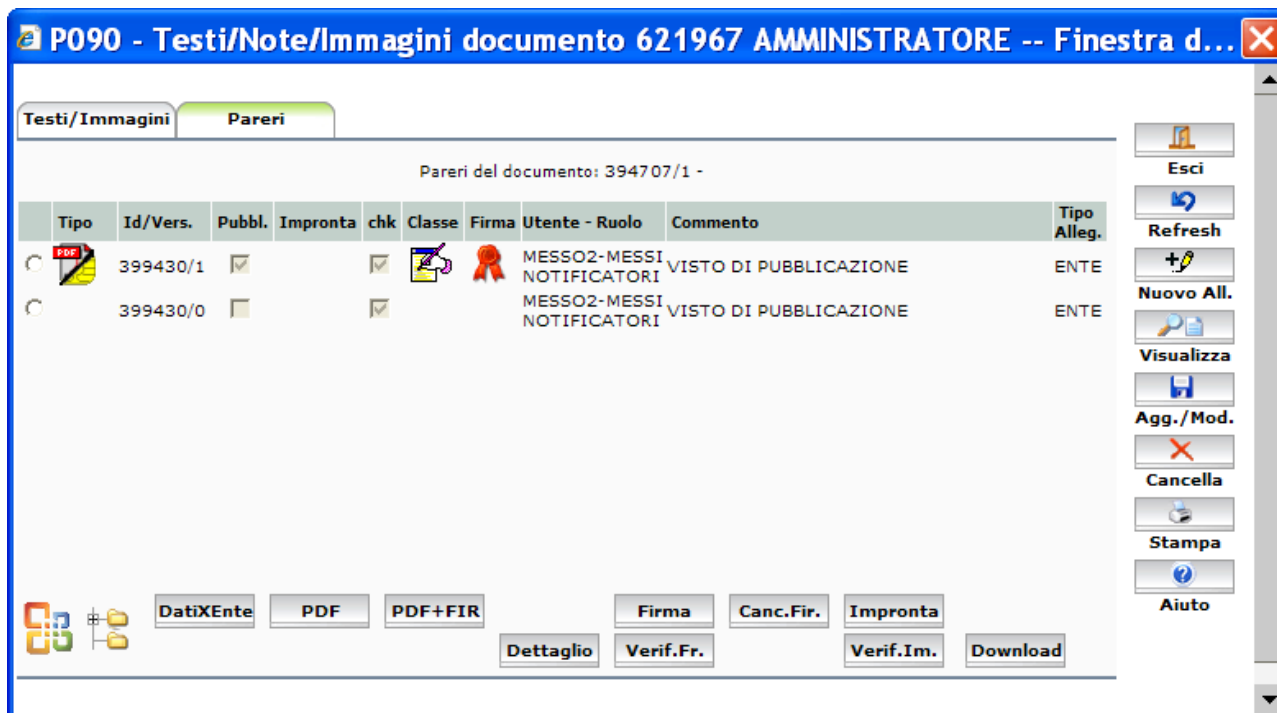 P090 - Testi/Note/Immagini documento 621967 AMMINISTRATORE -- Finestra d...
Testi/Immagini Pareri
Pareri del documento: 394707/1 -
Tipo Id/Vers. Pubbl. Impronta chk Classe Firma Utente - Ruolo Commento Tipo Alleg.
PDF 399430/1 MESSO2-MESSI NOTIFICATORI VISTO DI PUBBLICAZIONE ENTE
399430/0 MESSO2-MESSI NOTIFICATORI VISTO DI PUBBLICAZIONE ENTE
DatiXEnte PDF PDF+FIR Firma Canc.Fir. Impronta
Dettaglio Verif.Fr. Verif.Im. Download
Esci
Refresh
Nuovo All.
Visualizza
Agg./Mod.
Cancella
Stampa
Aiuto